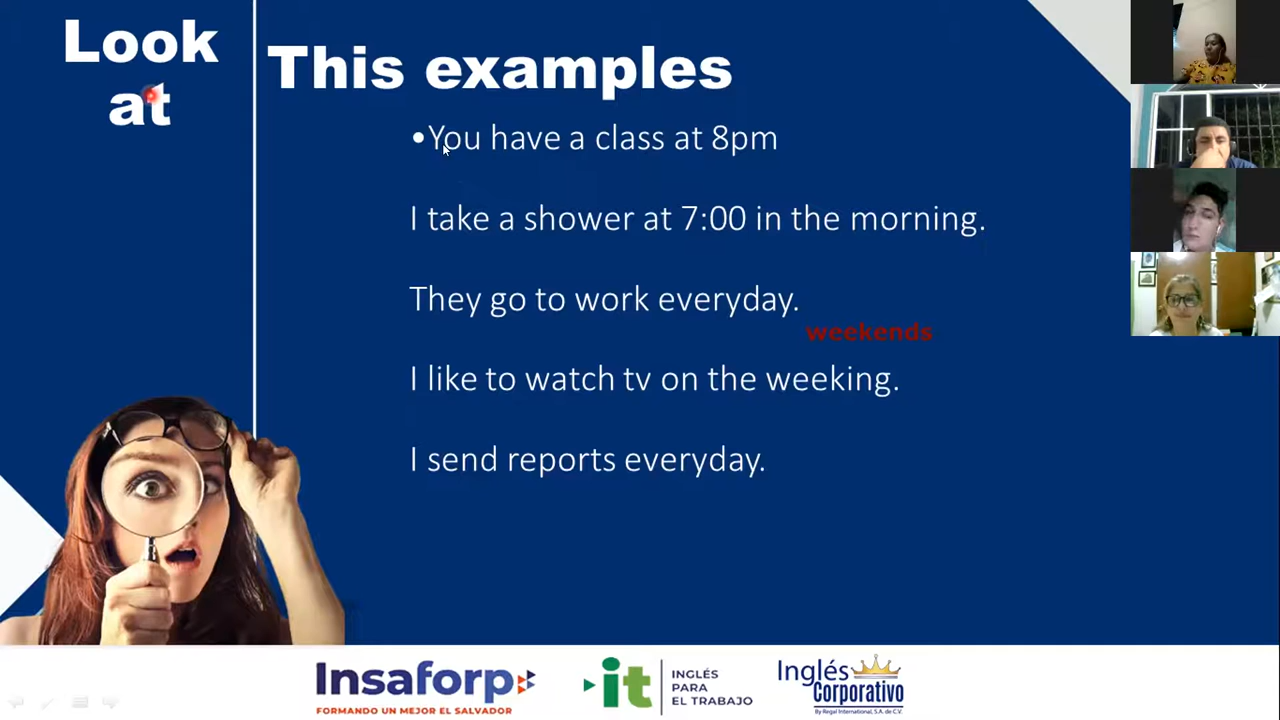 Look
at
This examples
•You have a class at 8pm
I take a shower at 7:00 in the morning.
They go to work everyday.
weekends
I like to watch tv on the weeking.
I send reports everyday.
Insaforp
FORMANDO UN MEJOR EL SALVADOR
it
INGLÉS
PARA
EL TRABAJO
Inglés
Corporativo
By Regal International, S.A. de C.V.